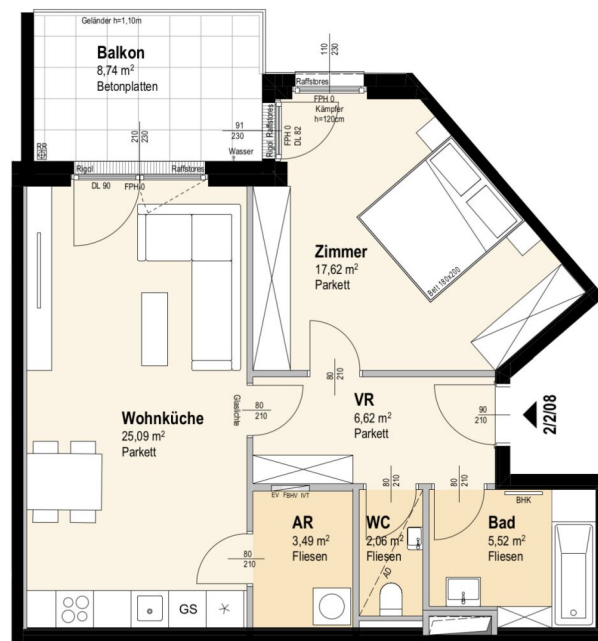 Geländer h=1,10m
Balkon
8,74 m²
Betonplatten
110
230
Raffstores
FPH 0
Kämpfer
h=120cm
91
230
Wasser
Rigol Raffstores
FPH 0
DL 82
210
230
Rigol
Raffstores
DL 90
FPH 0
Zimmer
17,62 m²
Parkett
Bett 180x200
80
210
VR
6,62 m²
Parkett
90
210
2/2/08
Wohnküche
25,09 m²
Parkett
Glaslichte
80
210
80
210
80
210
EV FBHV IVT
AR
3,49 m²
Fliesen
WC
2,06 m²
Fliesen
AD
BHK
Bad
5,52 m²
Fliesen
80
210
GS